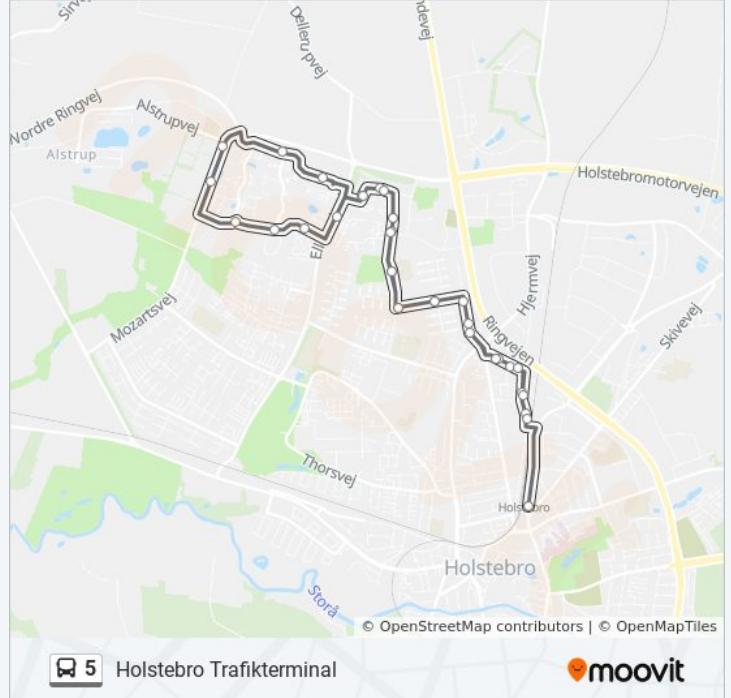 Dellerupvej
Nordre Ringvej
Alstrupvej
Alstrup
Holstebromotorvejen
Hjermvej
Mozartsvej
Ringvejen
Skivevej
Thorsvej
Holstebro
Holstebro
Storå
© OpenStreetMap contributors | © OpenMapTiles
5 Holstebro Trafikterminal
moovit